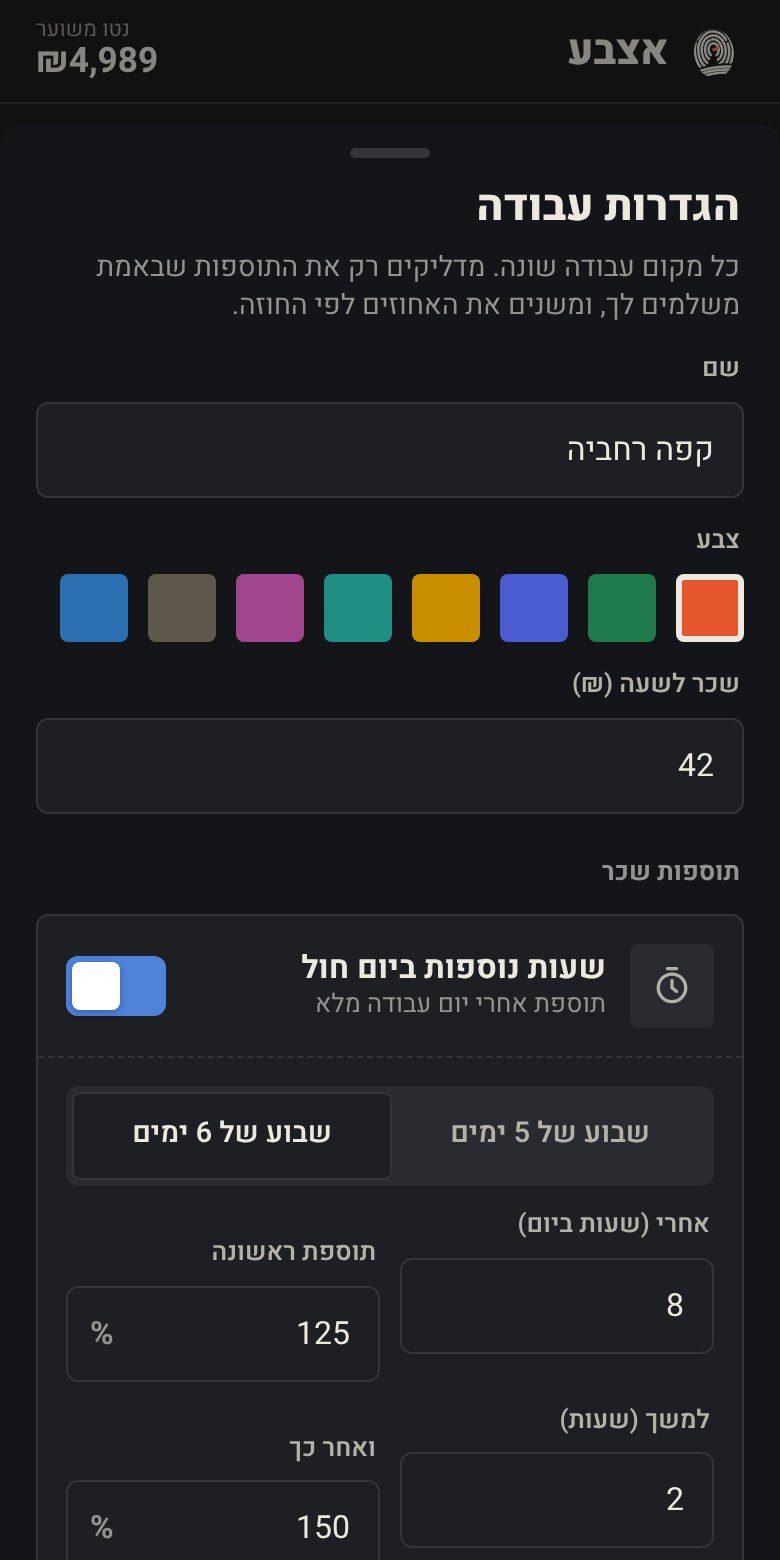 אצבע
נטו משוער
₪4,989
הגדרות עבודה
כל מקום עבודה שונה. מדליקים רק את התוספות שבאמת
משלמים לך, ומשנים את האחוזים לפי החוזה.
שם
קפה רחביה
צבע
שכר לשעה (₪)
42
תוספות שכר
שעות נוספות ביום חול
תוספת אחרי יום עבודה מלא
שבוע של 5 ימים
שבוע של 6 ימים
אחרי (שעות ביום)
8
תוספת ראשונה
125 %
למשך (שעות)
2
ואחר כך
150 %